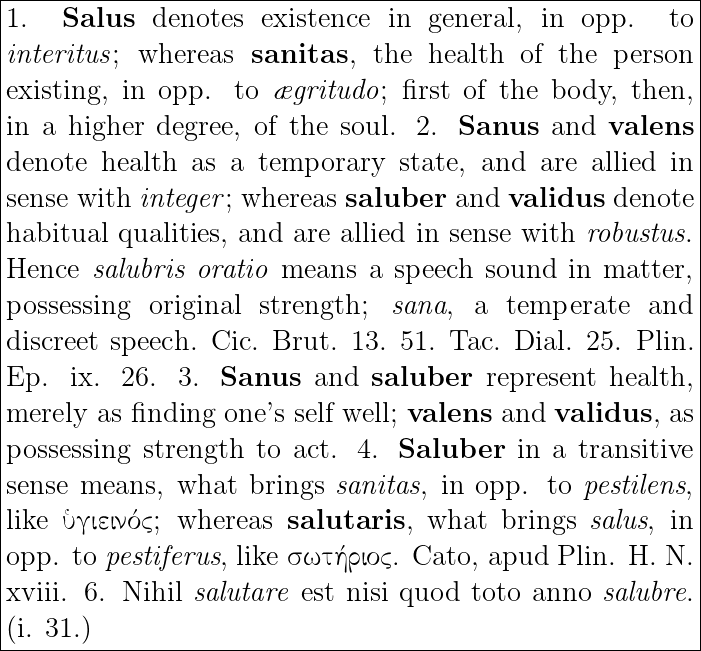 1. Salus denotes existence in general, in opp. to
interitus; whereas sanitas, the health of the person
existing, in opp. to ægritudo; first of the body, then,
in a higher degree, of the soul. 2. Sanus and valens
denote health as a temporary state, and are allied in
sense with integer; whereas saluber and validus denote
habitual qualities, and are allied in sense with robustus.
Hence salubris oratio means a speech sound in matter,
possessing original strength; sana, a temperate and
discreet speech. Cic. Brut. 13. 51. Tac. Dial. 25. Plin.
Ep. ix. 26. 3. Sanus and saluber represent health,
merely as finding one's self well; valens and validus, as
possessing strength to act. 4. Saluber in a transitive
sense means, what brings sanitas, in opp. to pestilens,
like ὑγιεινός; whereas salutaris, what brings salus, in
opp. to pestiferus, like σωτήριος. Cato, apud Plin. H. N.
xviii. 6. Nihil salutare est nisi quod toto anno salubre.
(i. 31.)